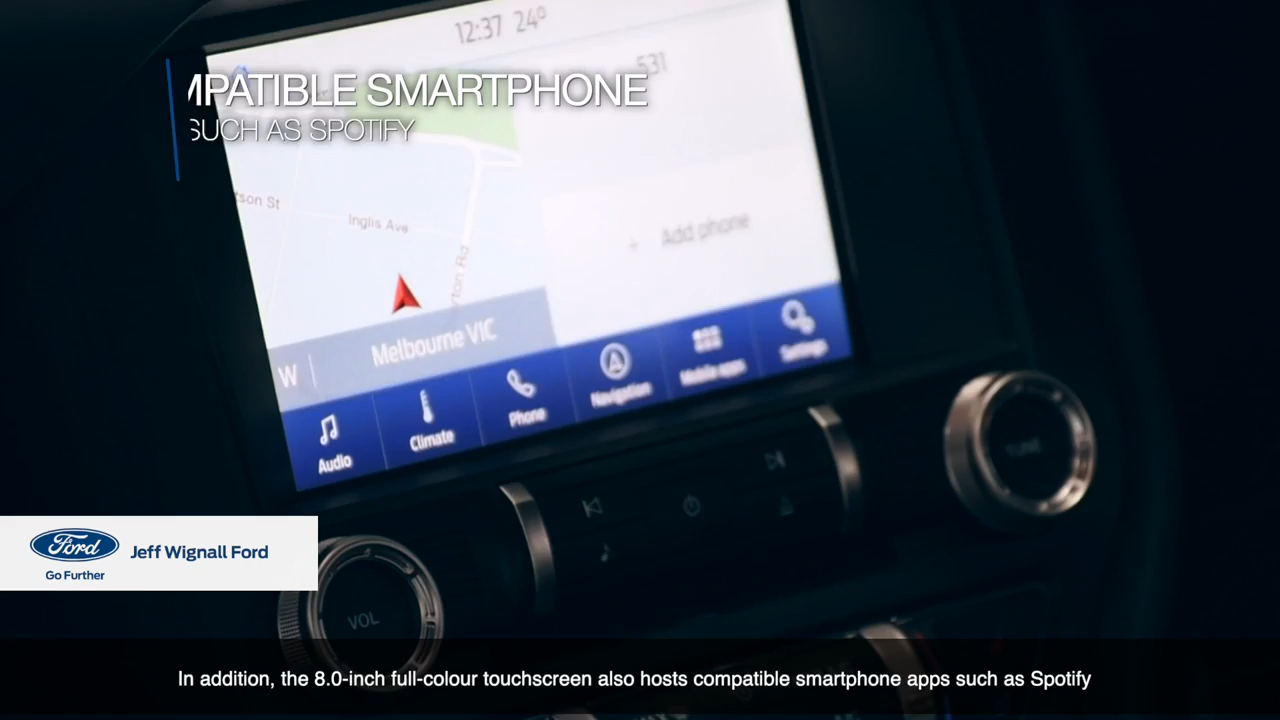 12:37 24°
531
MPATIBLE SMARTPHONE
SUCH AS SPOTIFY
Inglis Ave
Add phone
W
Melbourne VIC
Audio
Climate
Phone
Navigation
Mobile apps
Settings
TUNE
VOL
Ford
Go Further
Jeff Wignall Ford
In addition, the 8.0-inch full-colour touchscreen also hosts compatible smartphone apps such as Spotify